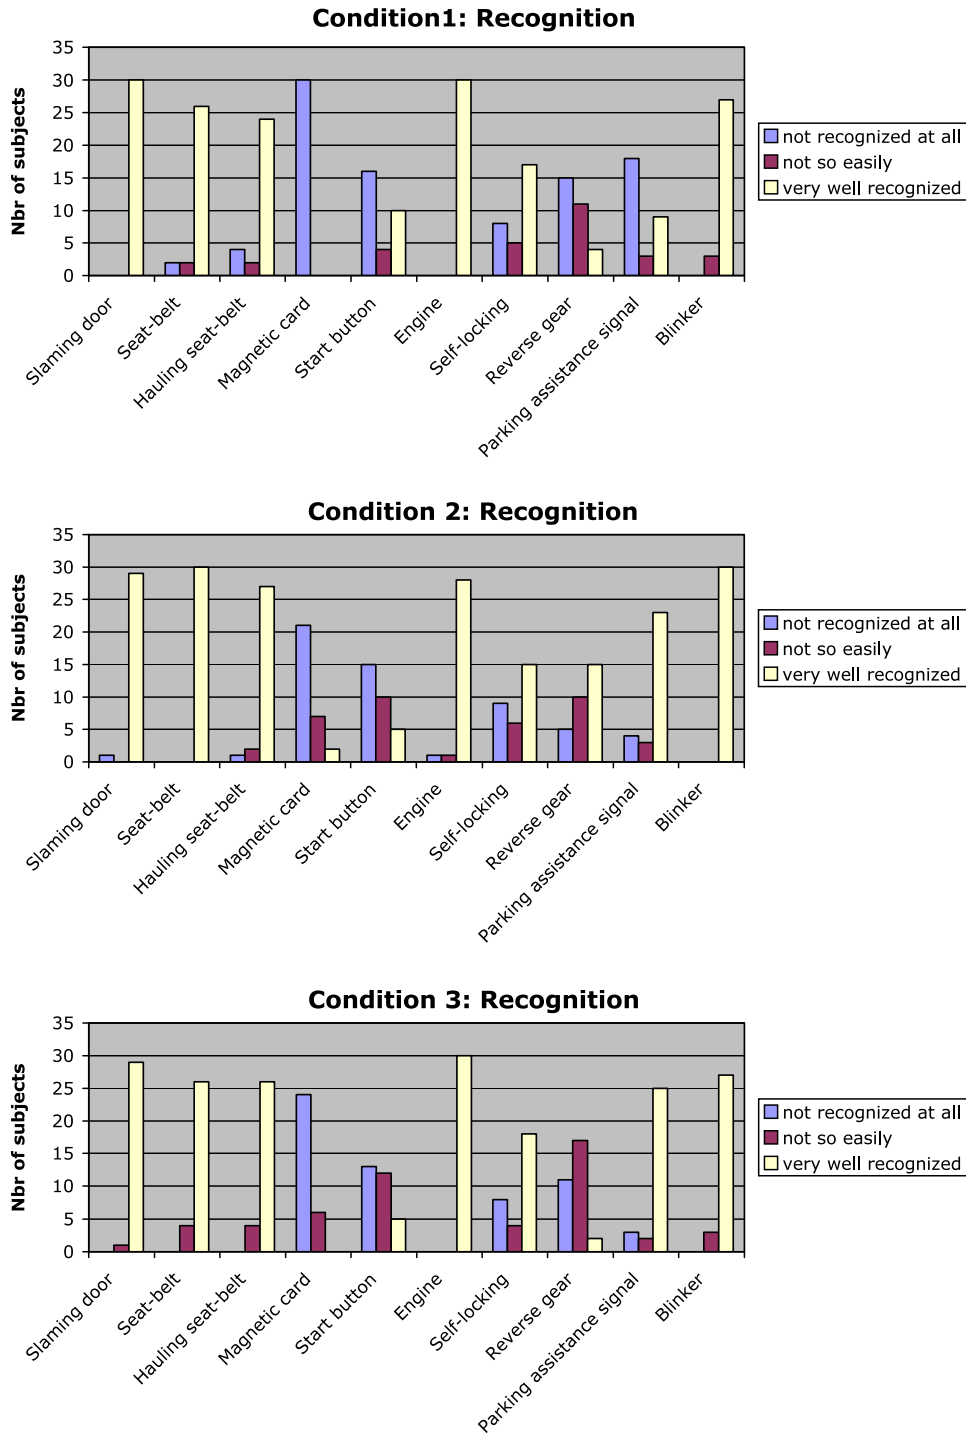 Condition1: Recognition
Nbr of subjects
35
30
25
20
15
10
5
0
Slaming door
Seat-belt
Hauling seat-belt
Magnetic card
Start button
Engine
Self-locking
Reverse gear
Parking assistance signal
Blinker
not recognized at all
not so easily
very well recognized
Condition 2: Recognition
Nbr of subjects
35
30
25
20
15
10
5
0
Slaming door
Seat-belt
Hauling seat-belt
Magnetic card
Start button
Engine
Self-locking
Reverse gear
Parking assistance signal
Blinker
not recognized at all
not so easily
very well recognized
Condition 3: Recognition
Nbr of subjects
35
30
25
20
15
10
5
0
Slaming door
Seat-belt
Hauling seat-belt
Magnetic card
Start button
Engine
Self-locking
Reverse gear
Parking assistance signal
Blinker
not recognized at all
not so easily
very well recognized